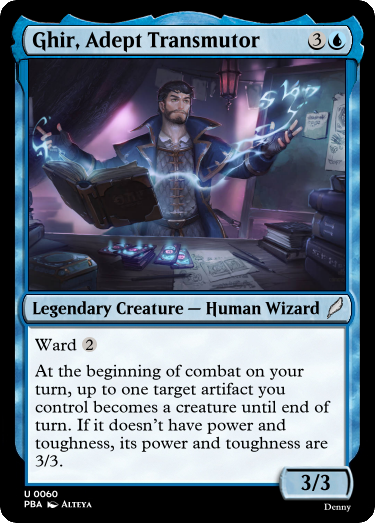 Ghir, Adept Transmutor 3
Legendary Creature — Human Wizard
Ward 2
At the beginning of combat on your
turn, up to one target artifact you
control becomes a creature until end of
turn. If it doesn't have power and
toughness, its power and toughness are
3/3.
3/3
U 0060
PBA ALTEYA
Denny